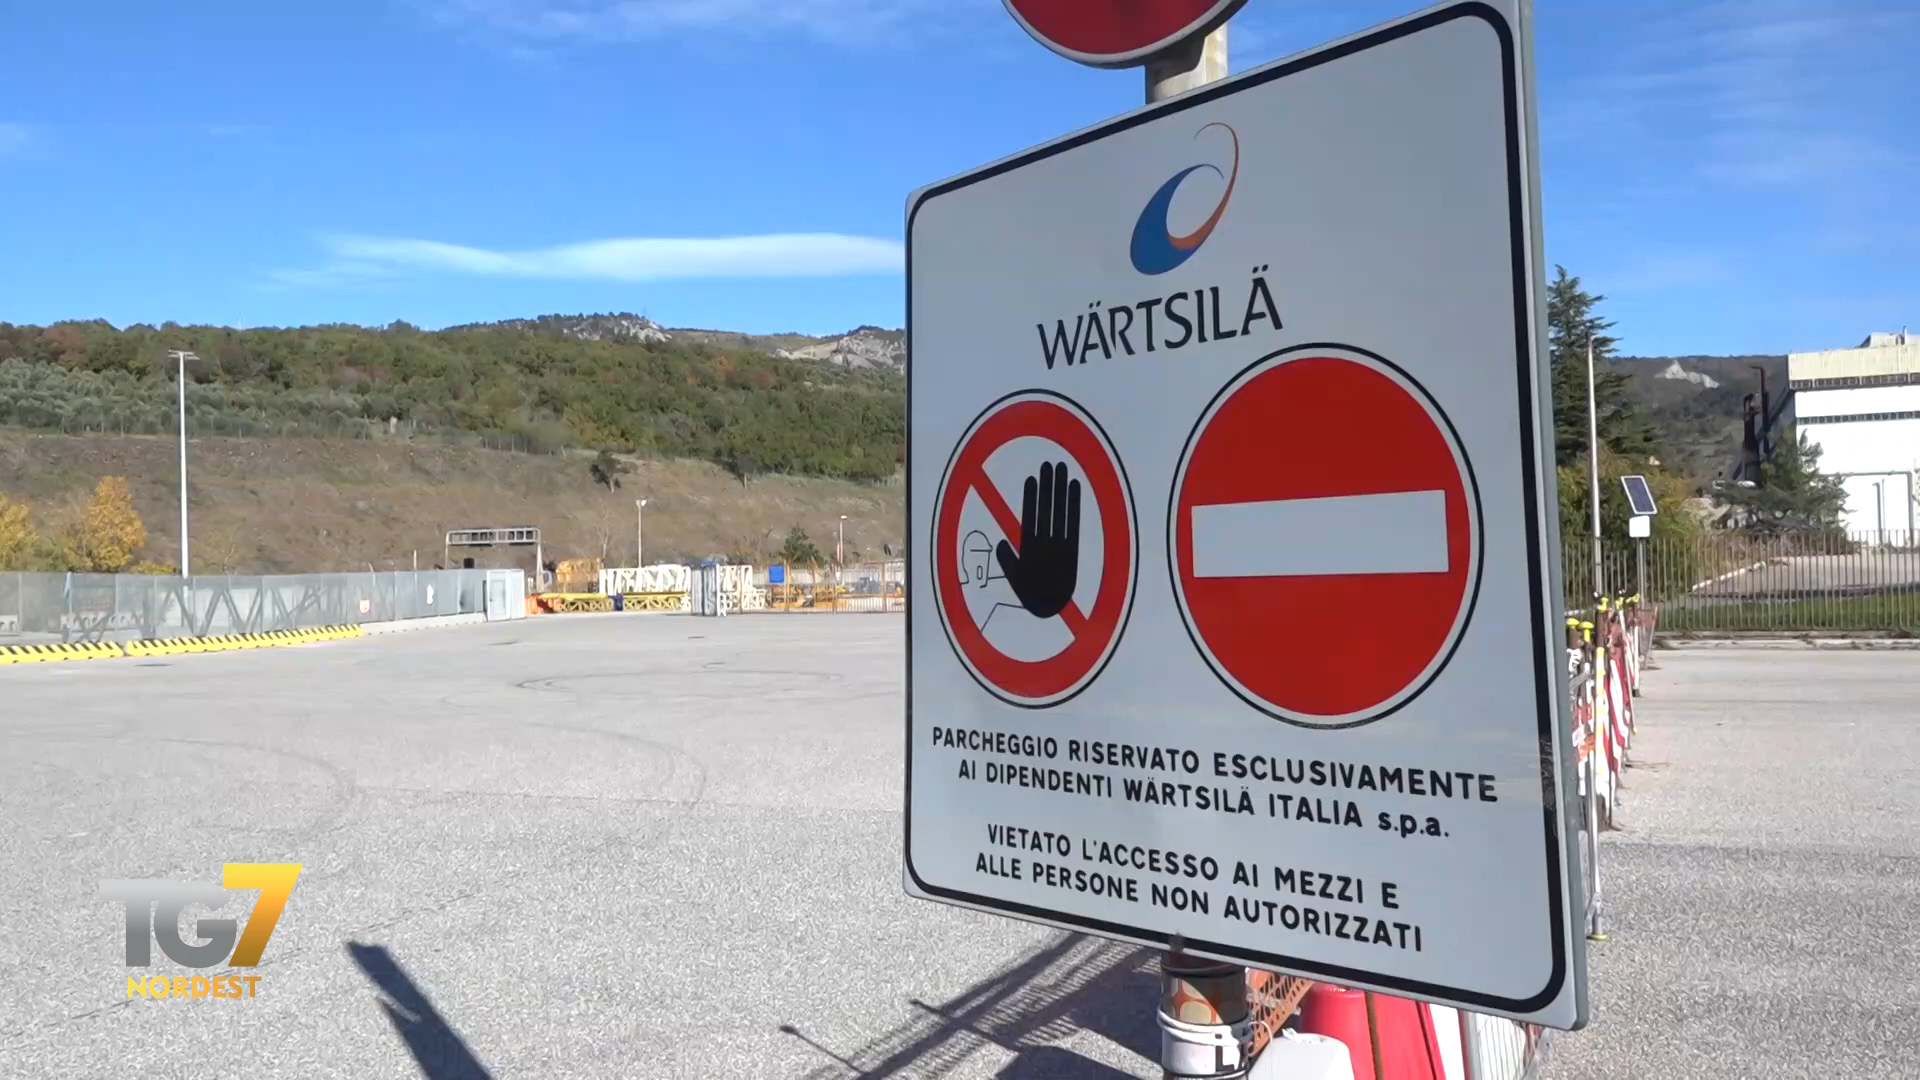 WÄRTSILÄ
PARCHEGGIO RISERVATO ESCLUSIVAMENTE
AI DIPENDENTI WÄRTSILÄ ITALIA s.p.a.
VIETATO L'ACCESSO AI MEZZI E
ALLE PERSONE NON AUTORIZZATI
TG7
NORDEST